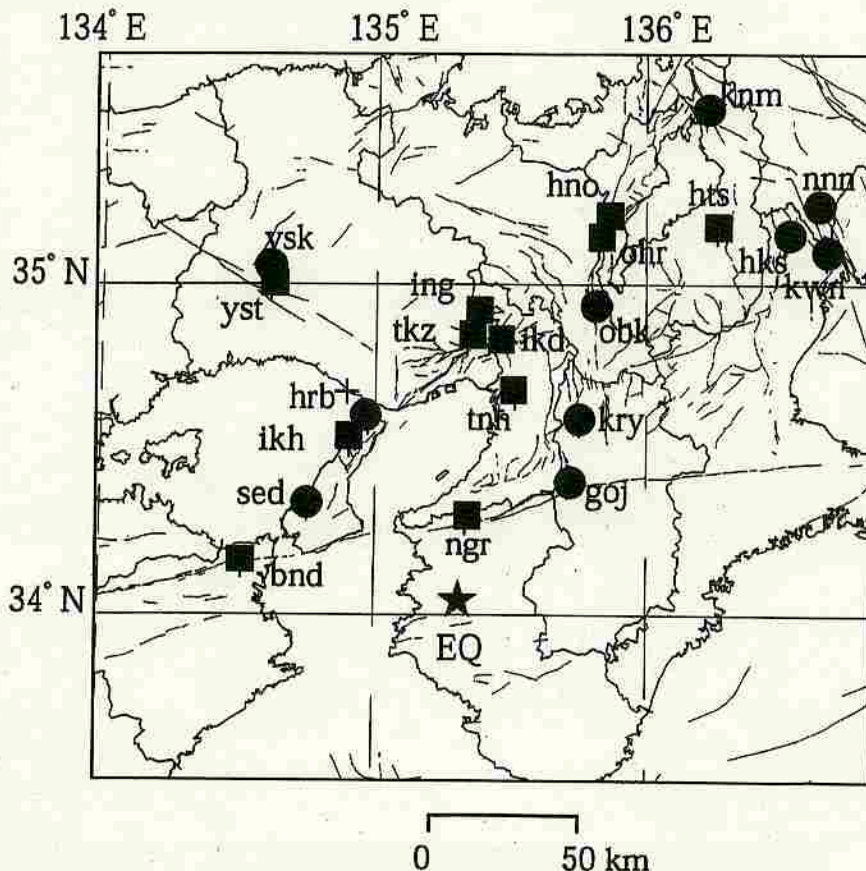 134° E 135° E 136° E
knm
hno hts nnn
ysk ohr
35° N hks
ing kwn
yst obk
tkz ikd
hrb
tnh kry
ikh
sed goj
ngr
bnd
34° N
EQ
0 50 km